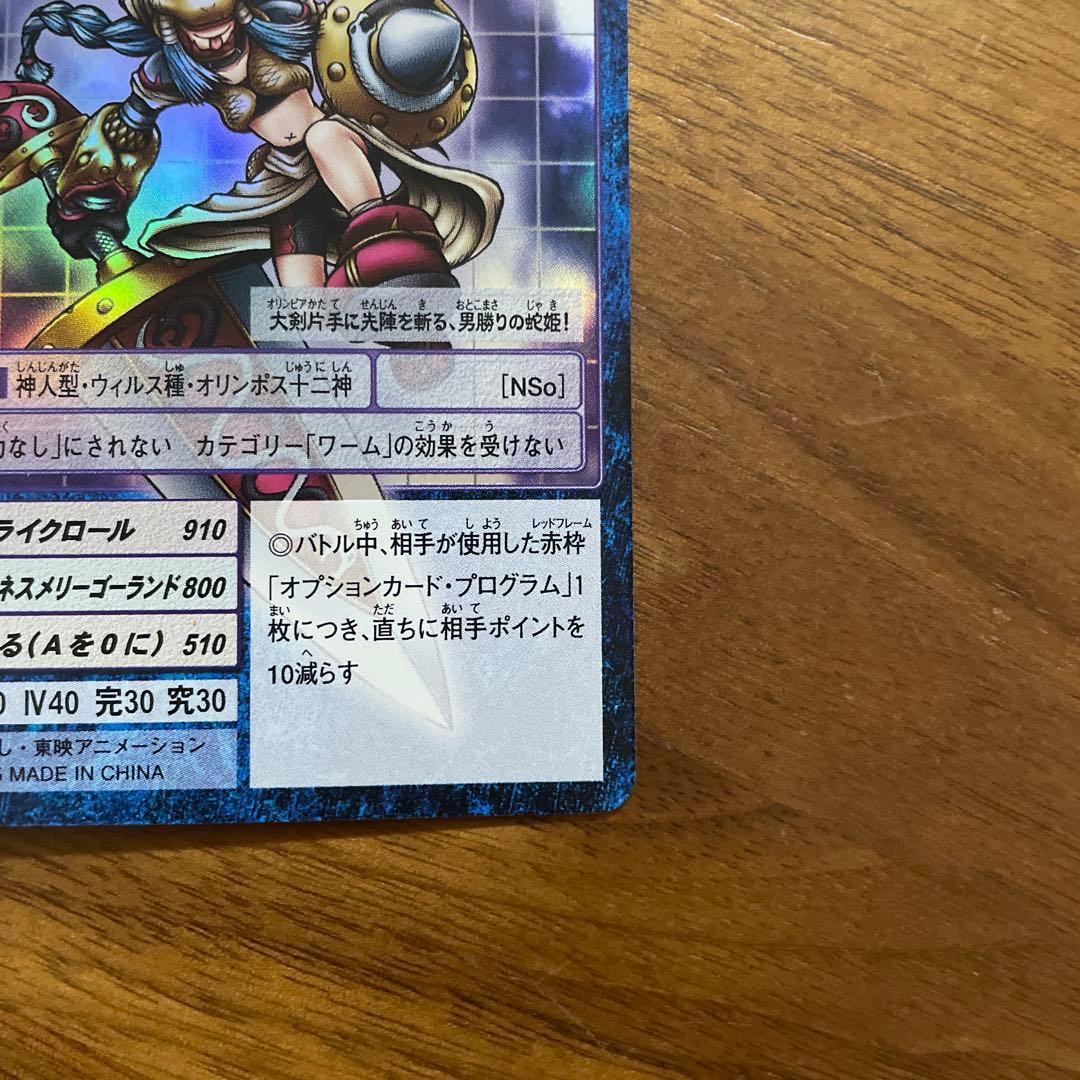 大剣片手に先陣を斬る、男勝りの蛇姫!
神人型・ウィルス種・オリンポス十二神 [NSo]
なし」にされない カテゴリー「ワーム」の効果を受けない
ライクロール 910
ネスメリーゴーランド 800
る(Aを0に) 510
0 Ⅳ40 完30 究30
し・東映アニメーション
MADE IN CHINA
◎バトル中、相手が使用した赤枠
「オプションカード・プログラム」1
枚につき、直ちに相手ポイントを
10減らす